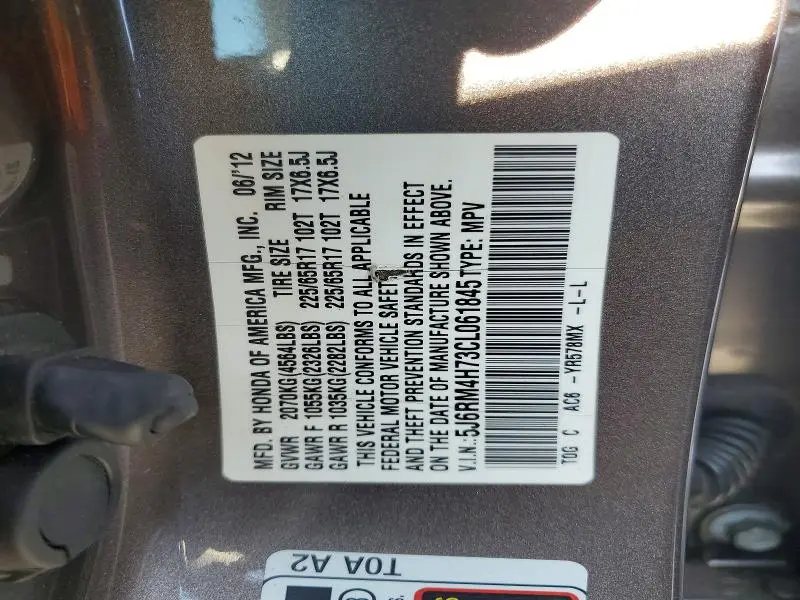 MFD. BY HONDA OF AMERICA MFG., INC. 06/'12
GVWR 2070KG(4564LBS) TIRE SIZE RIM SIZE
GAWR F 1055KG(2326LBS) 225/65R17 102T 17X6.5J
GAWR R 1035KG(2282LBS) 225/65R17 102T 17X6.5J
THIS VEHICLE CONFORMS TO ALL APPLICABLE
FEDERAL MOTOR VEHICLE SAFETY
AND THEFT PREVENTION STANDARDS IN EFFECT
ON THE DATE OF MANUFACTURE SHOWN ABOVE.
V.I.N.:5J6RM4H73CL061845 TYPE: MPV
T0G C AC6 -YR578MX -L-L
T0A A2